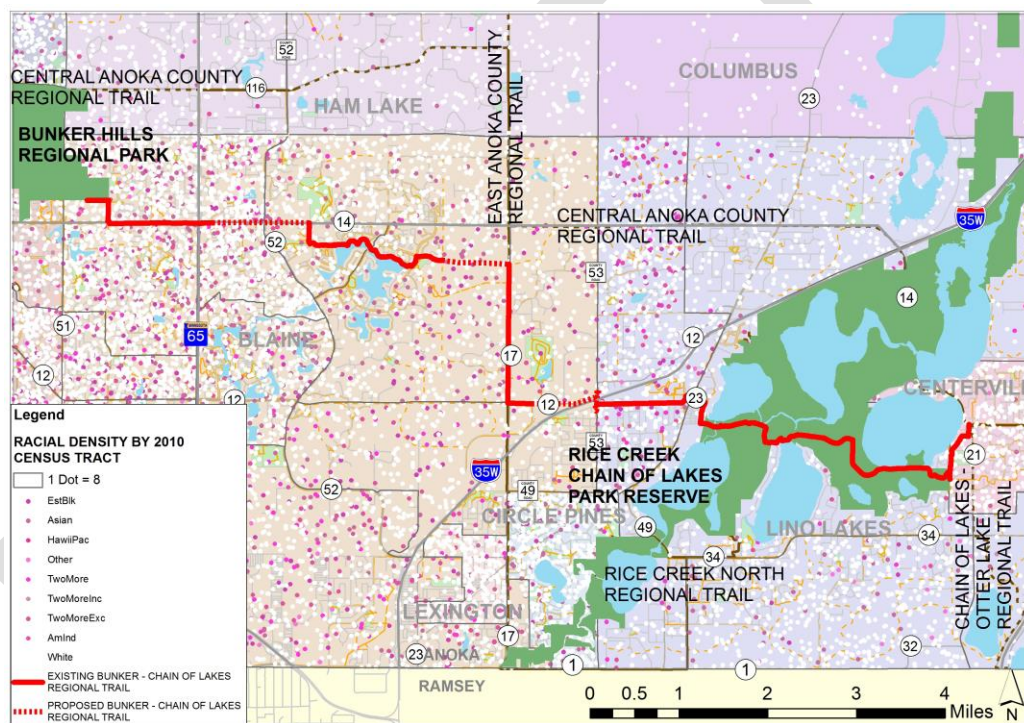 CENTRAL ANOKA COUNTY
REGIONAL TRAIL
BUNKER HILLS
REGIONAL PARK
52
116
HAM LAKE
EAST ANOKA COUNTY
REGIONAL TRAIL
COLUMBUS
23
CENTRAL ANOKA COUNTY
REGIONAL TRAIL
35W
14
52
53
14
51
65
BLAINE
17
12
12
12
12
23
CENTERVIL
53
RICE CREEK
CHAIN OF LAKES
PARK RESERVE
21
35W
49
52
CIRCLE PINES
49
LINO LAKES
34
34
RICE CREEK NORTH
REGIONAL TRAIL
CHAIN OF LAKES -
OTTER LAKE
REGIONAL TRAIL
LEXINGTON
17
23
ANOKA
32
1
1
RAMSEY
Legend
RACIAL DENSITY BY 2010
CENSUS TRACT
1 Dot = 8
EstBlk
Asian
HawiiPac
Other
TwoMore
TwoMoreInc
TwoMoreExc
AmInd
White
EXISTING BUNKER - CHAIN OF LAKES
REGIONAL TRAIL
PROPOSED BUNKER - CHAIN OF LAKES
REGIONAL TRAIL
0 0.5 1 2 3 4
Miles
N